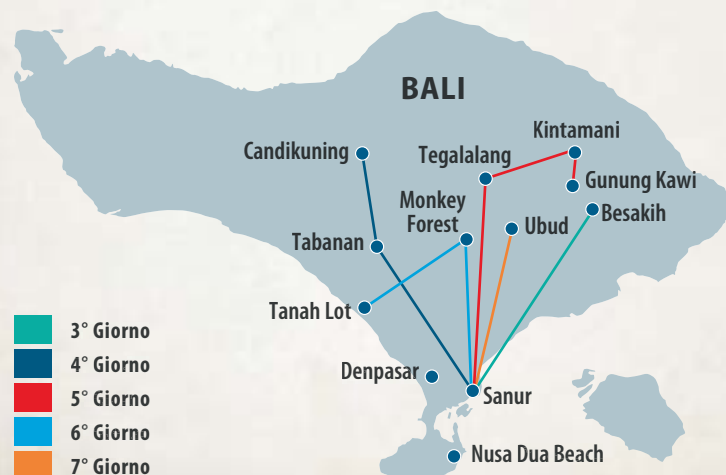 BALI
Kintamani
Candikuning
Tegalalang
Gunung Kawi
Monkey
Forest
Besakih
Ubud
Tabanan
Tanah Lot
Denpasar
Sanur
Nusa Dua Beach
3° Giorno
4° Giorno
5° Giorno
6° Giorno
7° Giorno